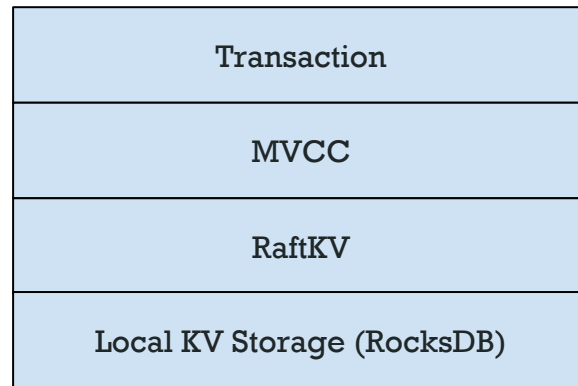 Transaction
MVCC
RaftKV
Local KV Storage (RocksDB)